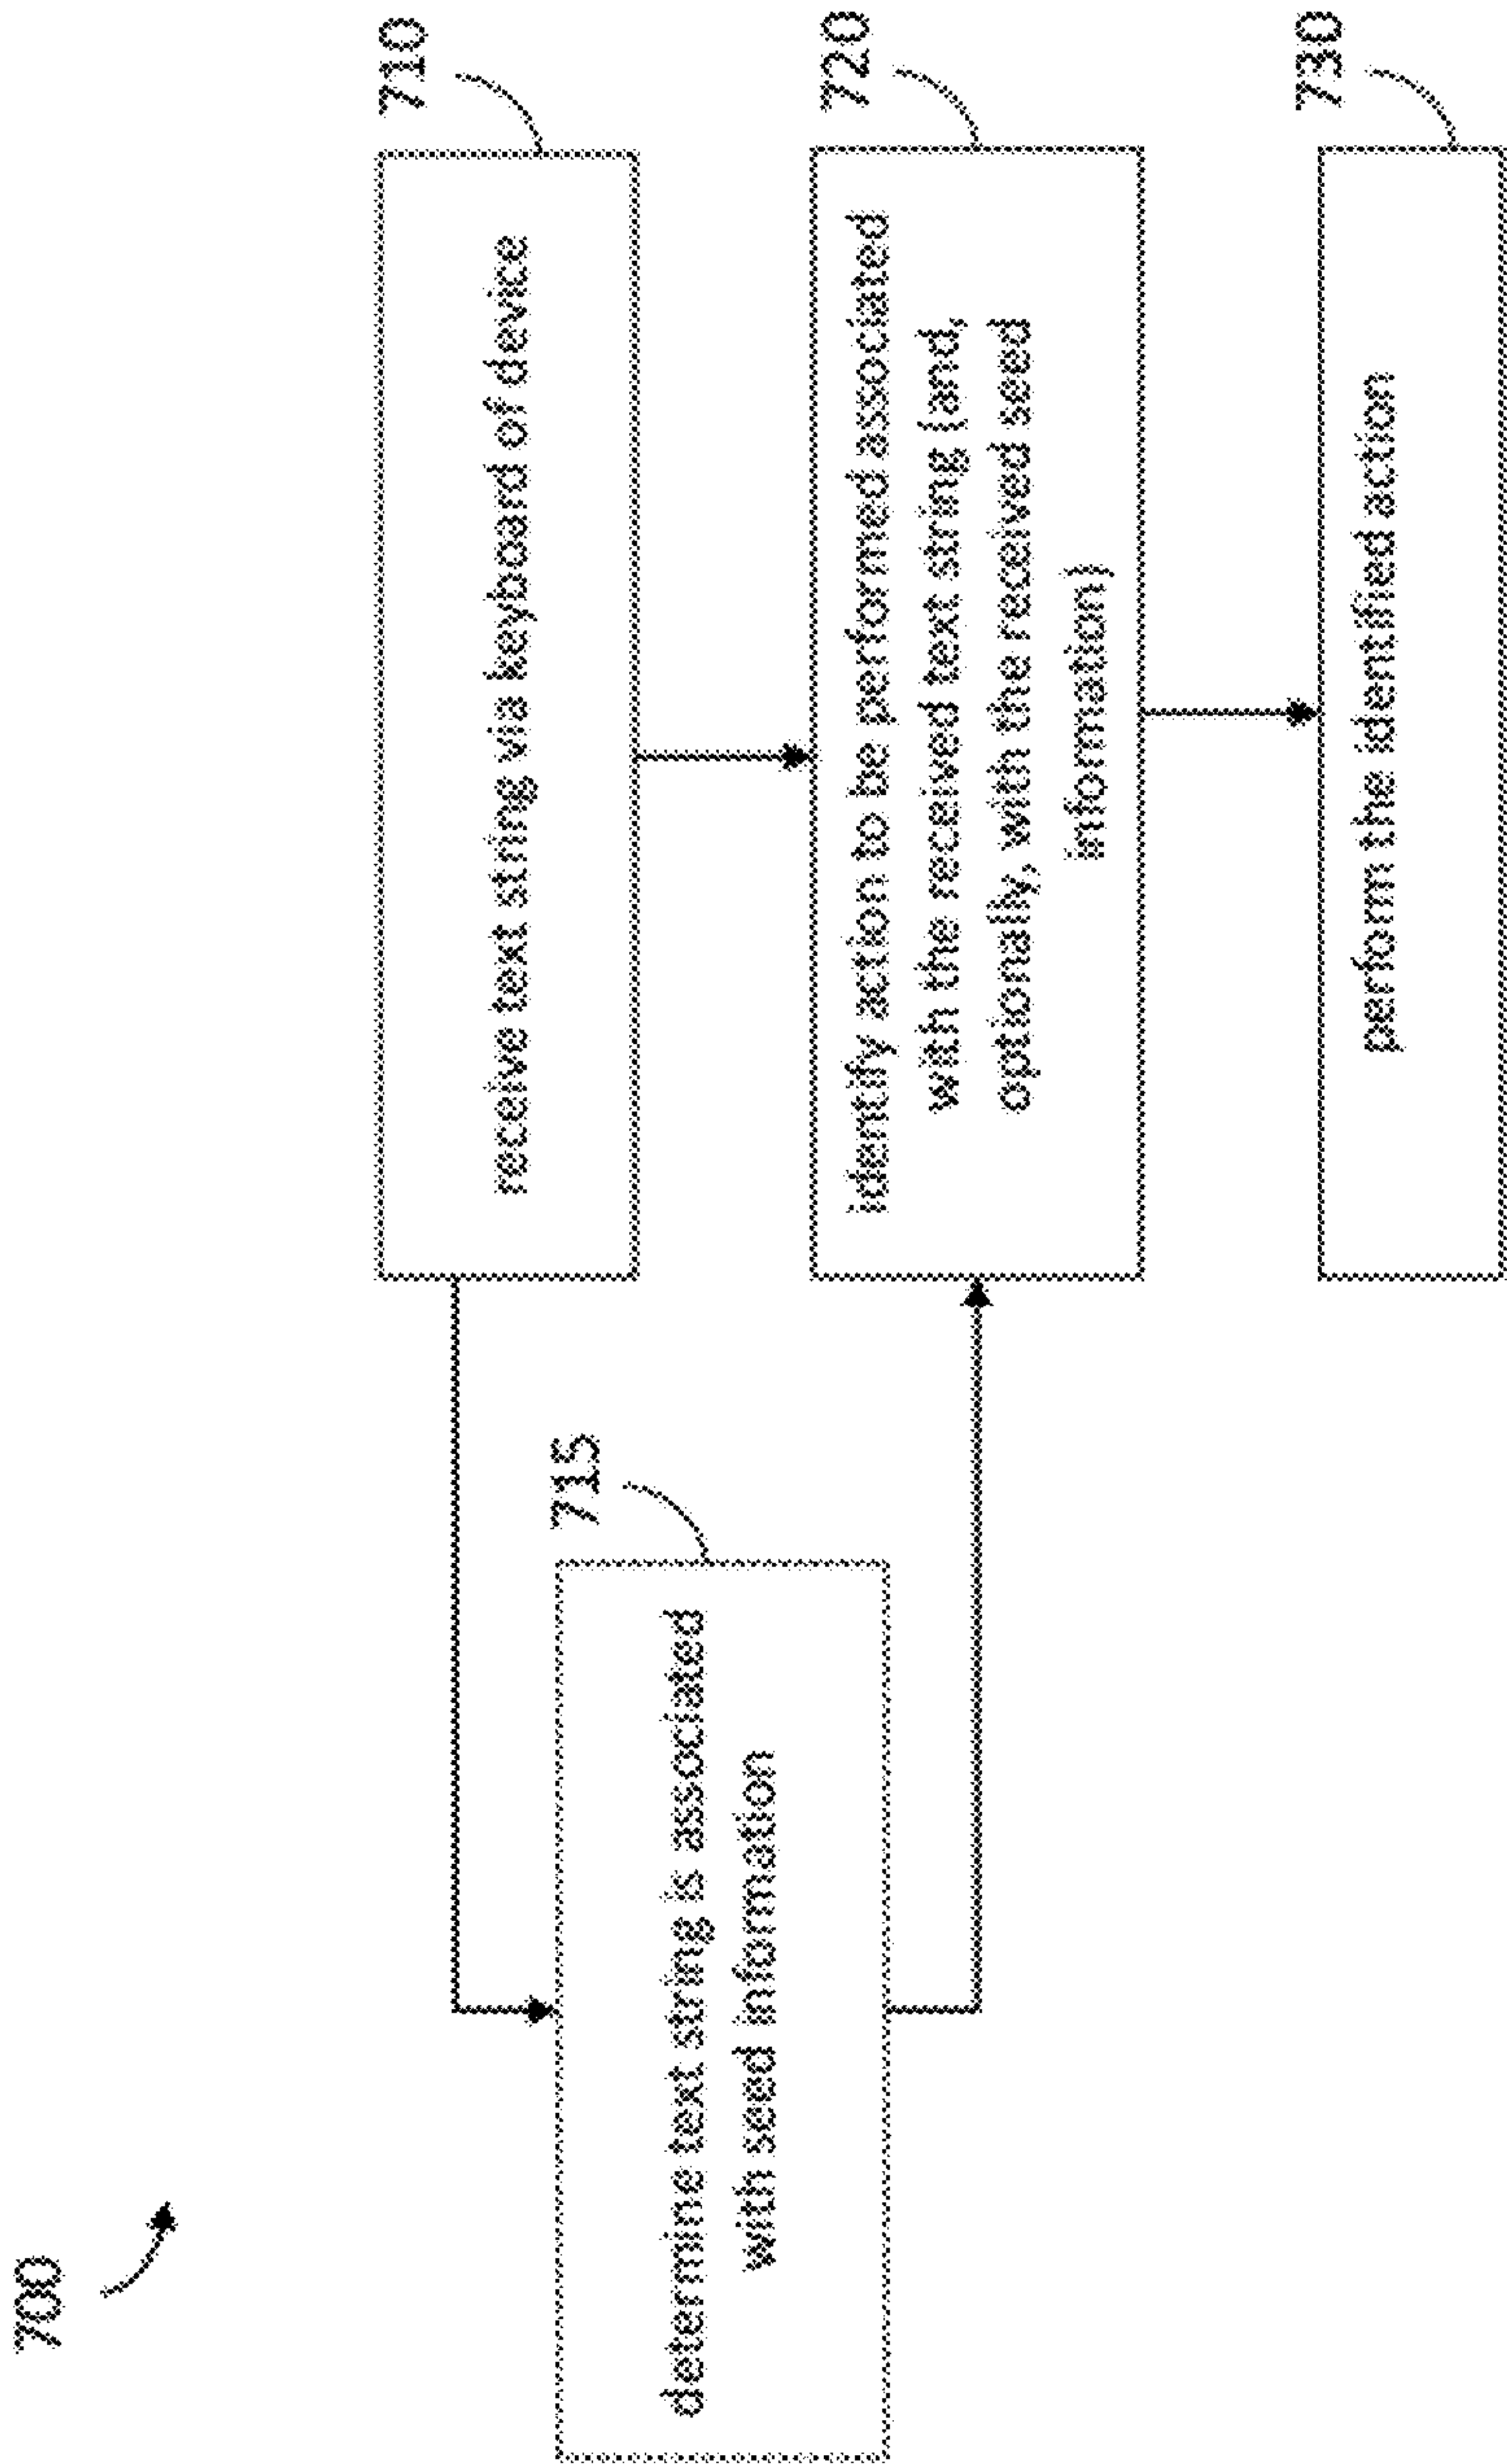 700
710
receive text string via keyboard of device
715
determine text string is associated
with seed information
720
identify action to be performed associated
with the received text string (and,
optionally, with the received seed
information)
730
perform the identified action